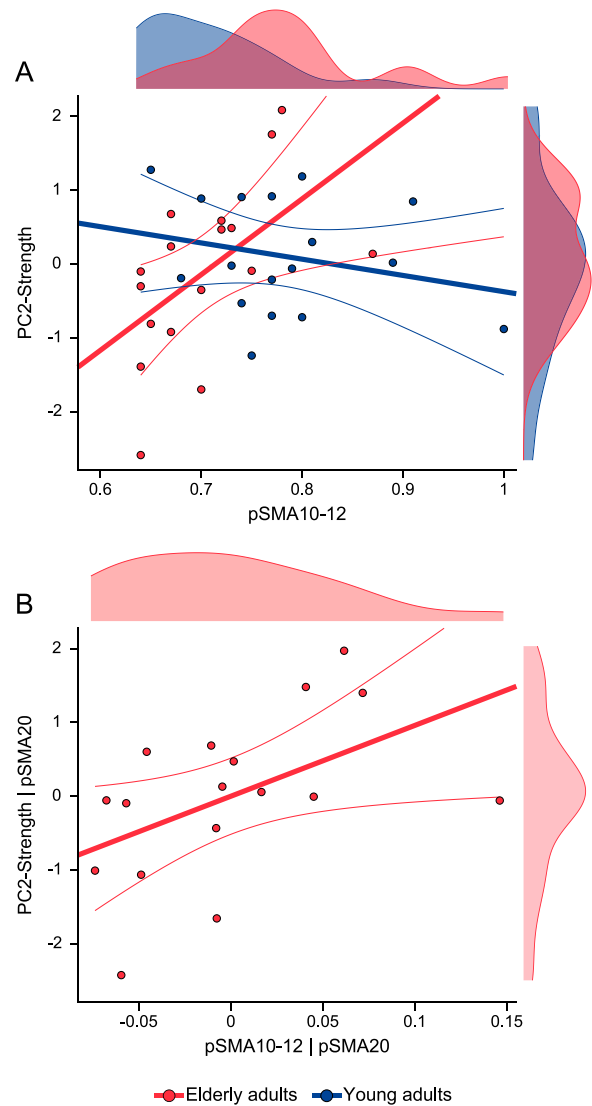 A
2
1
0
-1
-2
PC2-Strength
0.6 0.7 0.8 0.9 1
pSMA10-12
B
2
1
0
-1
-2
PC2-Strength | pSMA20
-0.05 0 0.05 0.1 0.15
pSMA10-12 | pSMA20
Elderly adults Young adults